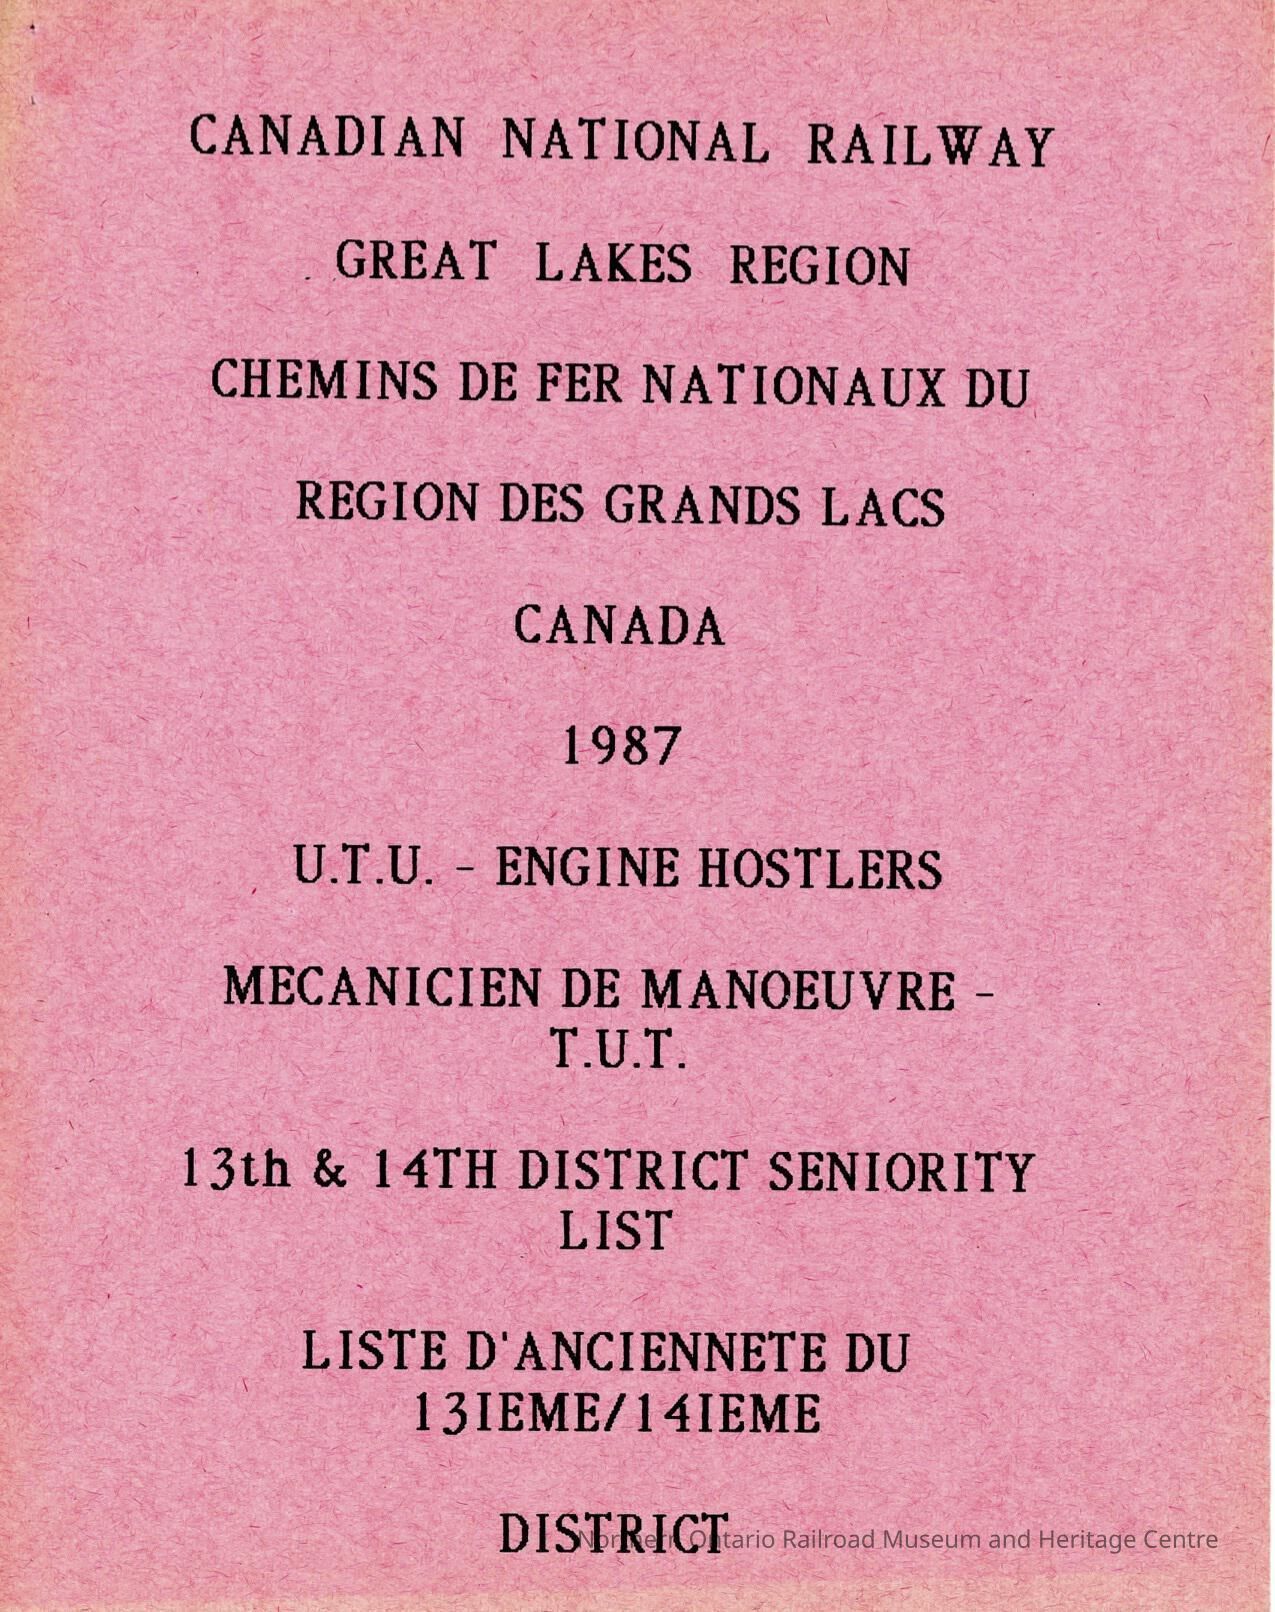 CANADIAN NATIONAL RAILWAY
GREAT LAKES REGION
CHEMINS DE FER NATIONAUX DU
REGION DES GRANDS LACS
CANADA
1987
U.T.U. - ENGINE HOSTLERS
MECANICIEN DE MANOEUVRE -
T.U.T.
13th & 14TH DISTRICT SENIORITY
LIST
LISTE D'ANCIENNETE DU
13IEME/14IEME
DISTRICT
Northern Ontario Railroad Museum and Heritage Centre